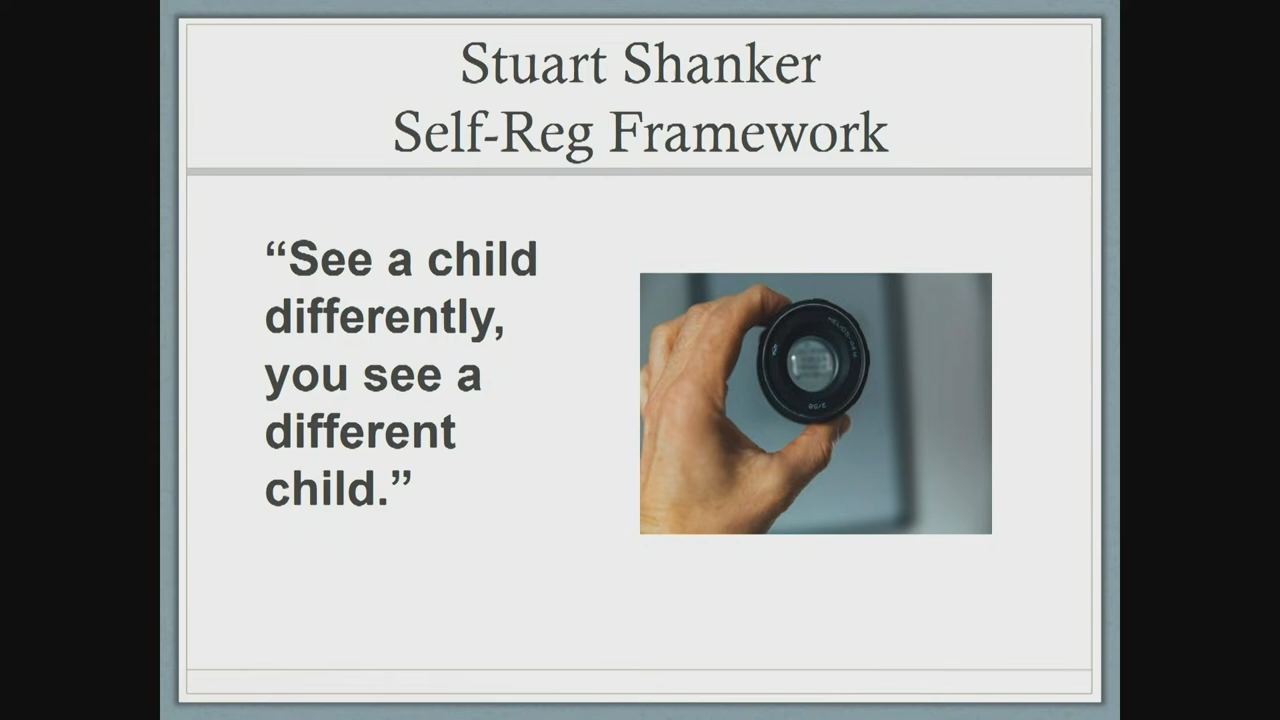 Stuart Shanker
Self-Reg Framework
“See a child
differently,
you see a
different
child.”